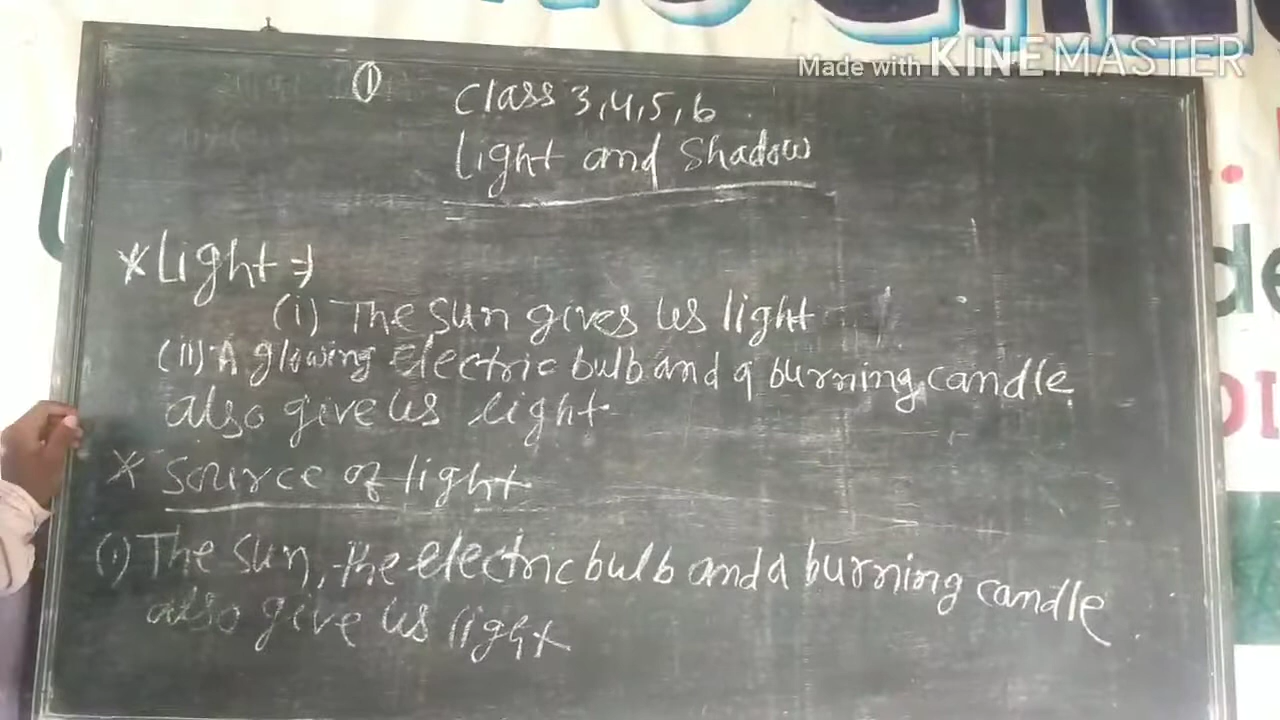 Made with KINEMASTER
①
Class 3,4,5,6
Light and Shadow
* Light ⇒
(i) The Sun gives us light
(ii) A glowing electric bulb and a burning candle
also give us light
* Source of light
(i) The Sun, the electric bulb and a burning candle.
also give us light